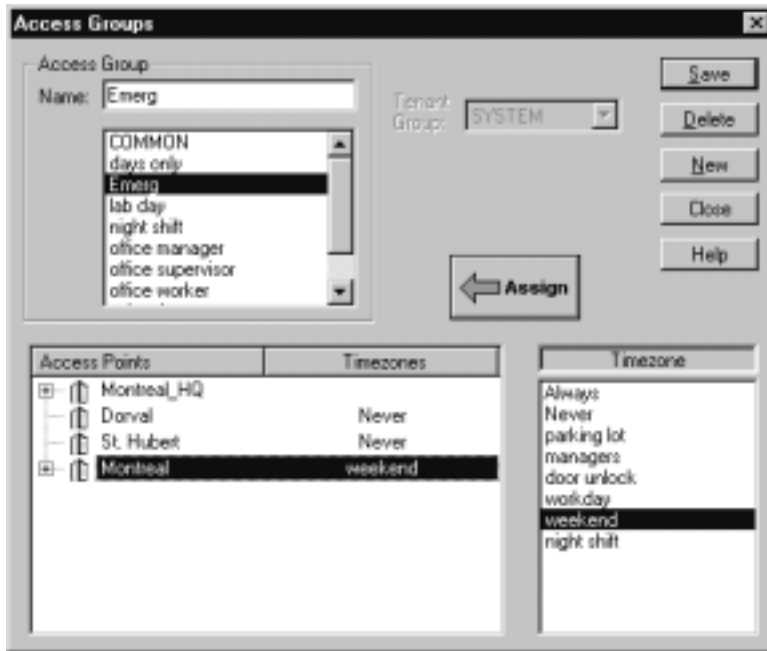 Access Groups
Access Group
Name: Emerg
COMMON
days only
Emerg
lab day
night shift
office manager
office supervisor
office worker
Tenant
Group: SYSTEM
Save
Delete
New
Close
Help
Assign
Access Points Timezones
Montreal_HQ
Dorval Never
St. Hubert Never
Montreal weekend
Timezone
Always
Never
parking lot
managers
door unlock
workday
weekend
night shift